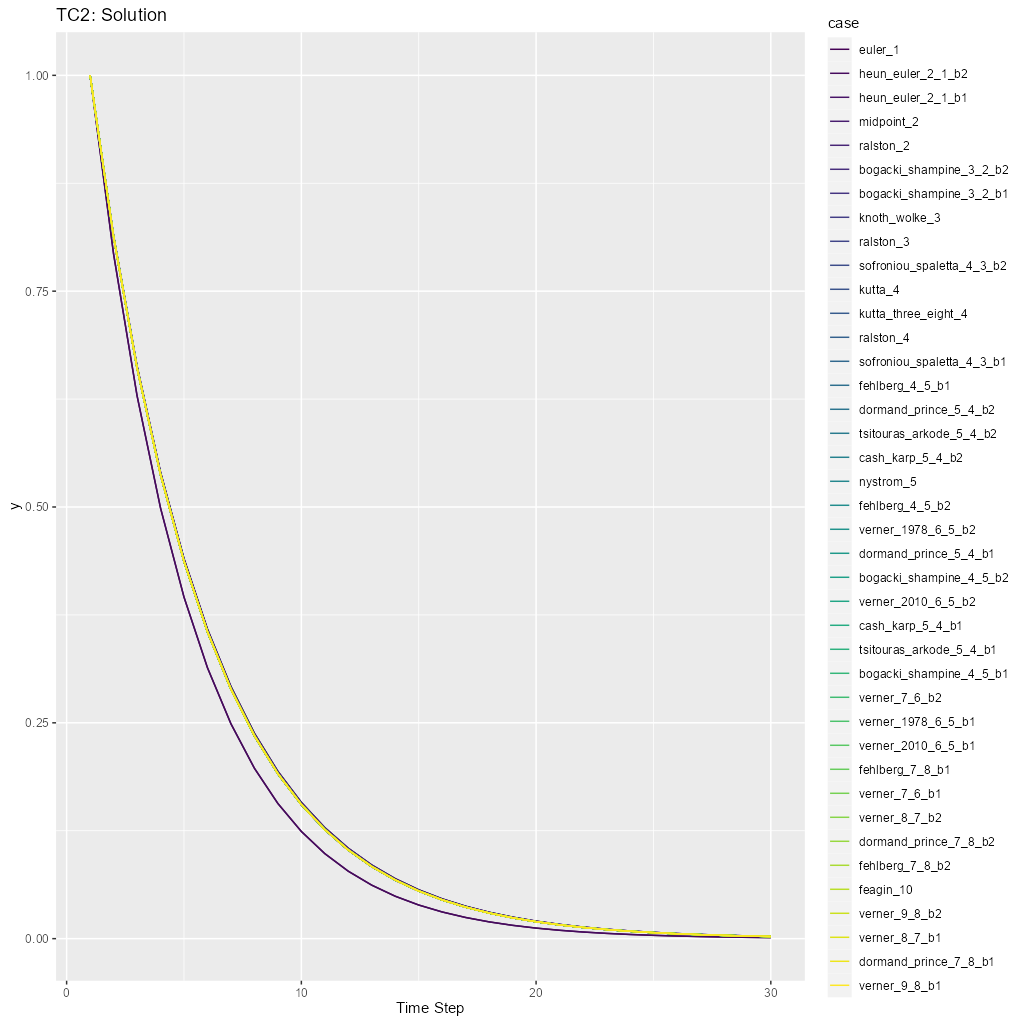 TC2: Solution
1.00
0.75
0.50
0.25
0.00
y
0
10
20
30
Time Step
case
euler_1
heun_euler_2_1_b2
heun_euler_2_1_b1
midpoint_2
ralston_2
bogacki_shampine_3_2_b2
bogacki_shampine_3_2_b1
knoth_wolke_3
ralston_3
sofroniou_spaletta_4_3_b2
kutta_4
kutta_three_eight_4
ralston_4
sofroniou_spaletta_4_3_b1
fehlberg_4_5_b1
dormand_prince_5_4_b2
tsitouras_arkode_5_4_b2
cash_karp_5_4_b2
nystrom_5
fehlberg_4_5_b2
verner_1978_6_5_b2
dormand_prince_5_4_b1
bogacki_shampine_4_5_b2
verner_2010_6_5_b2
cash_karp_5_4_b1
tsitouras_arkode_5_4_b1
bogacki_shampine_4_5_b1
verner_7_6_b2
verner_1978_6_5_b1
verner_2010_6_5_b1
fehlberg_7_8_b1
verner_7_6_b1
verner_8_7_b2
dormand_prince_7_8_b2
fehlberg_7_8_b2
feagin_10
verner_9_8_b2
verner_8_7_b1
dormand_prince_7_8_b1
verner_9_8_b1